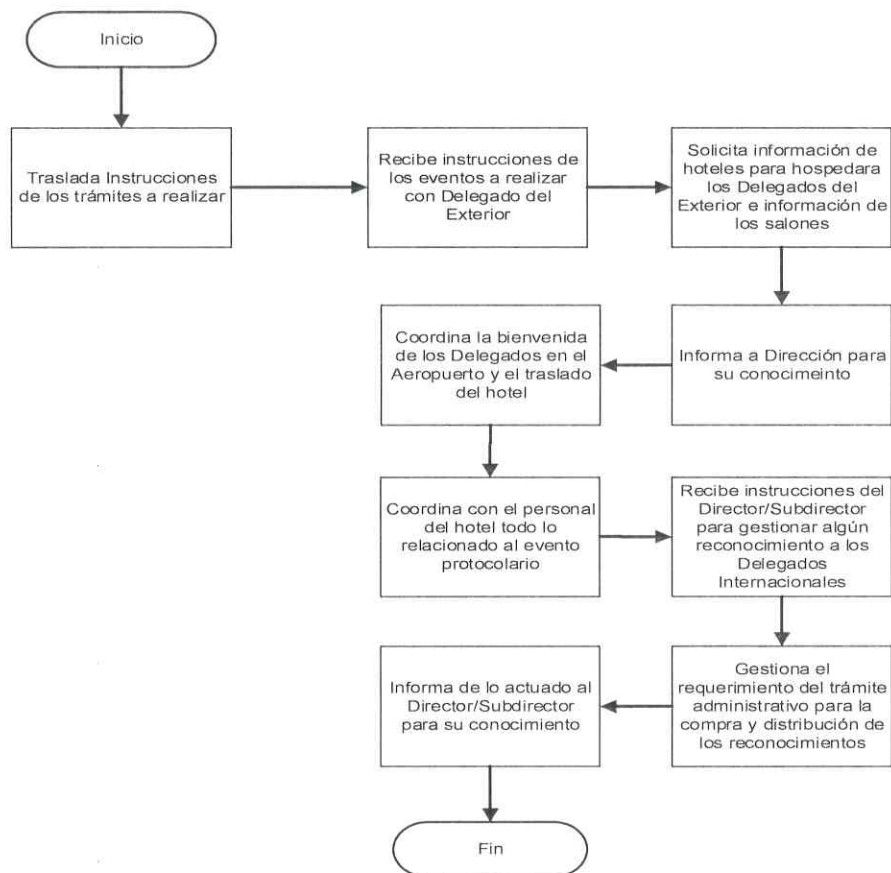 Inicio
Traslada Instrucciones
de los trámites a realizar
Recibe instrucciones de
los eventos a realizar
con Delegado del
Exterior
Solicita información de
hoteles para hospedara
los Delegados del
Exterior e información de
los salones
Informa a Dirección para
su conocimeinto
Coordina la bienvenida
de los Delegados en el
Aeropuerto y el traslado
del hotel
Coordina con el personal
del hotel todo lo
relacionado al evento
protocolario
Recibe instrucciones del
Director/Subdirector
para gestionar algún
reconocimiento a los
Delegados
Internacionales
Gestiona el
requerimiento del trámite
administrativo para la
compra y distribución de
los reconocimientos
Informa de lo actuado al
Director/Subdirector
para su conocimiento
Fin